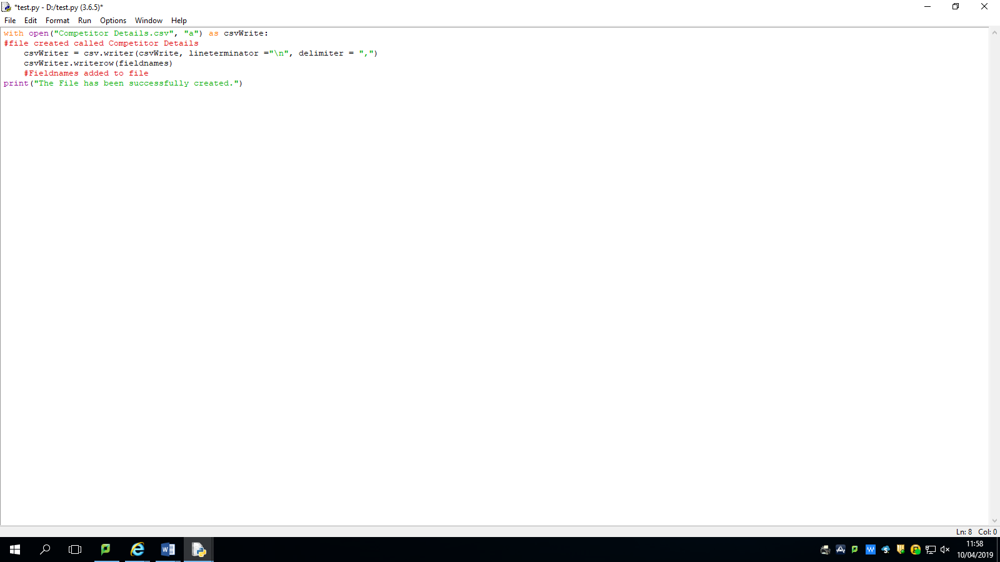 *test.py - D:/test.py (3.6.5)*
File Edit Format Run Options Window Help
with open("Competitor Details.csv", "a") as csvWrite:
#file created called Competitor Details
    csvWriter = csv.writer(csvWrite, lineterminator ="\n", delimiter = ",")
    csvWriter.writerow(fieldnames)
    #Fieldnames added to file
print("The File has been successfully created.")
Ln: 8 Col: 0
11:58
10/04/2019